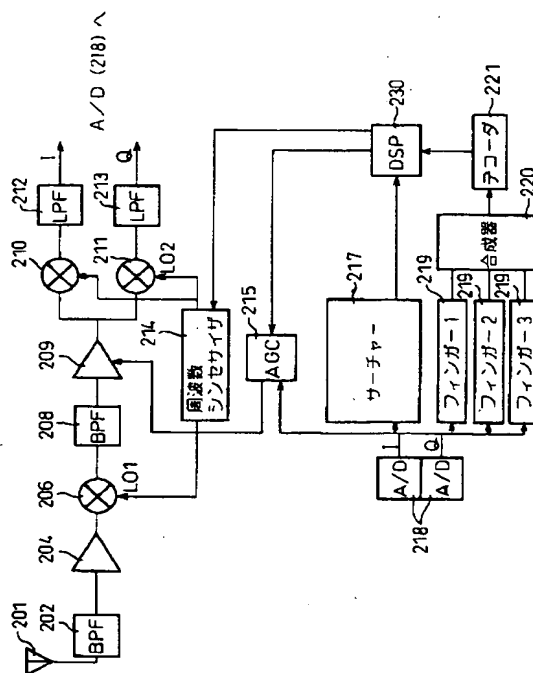 201
202
BPF
204
206
LO1
208
BPF
209
210
211
LO2
212
LPF
I
213
LPF
Q
A/D (218) へ
214
周波数
シンセサイザ
215
AGC
230
DSP
217
サーチャー
218
A/D
A/D
I
Q
219
フィンガー1
219
フィンガー2
219
フィンガー3
220
合成器
221
デコーダ